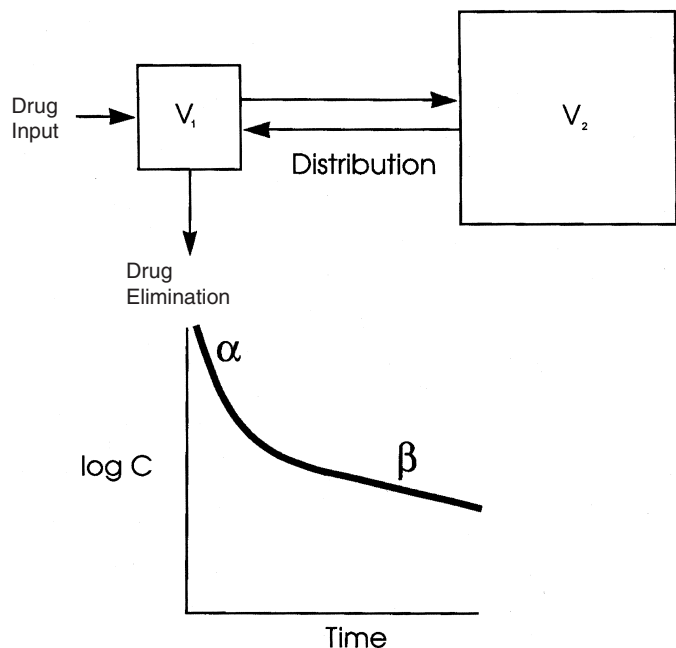 Drug
Input
V₁
V₂
Distribution
Drug
Elimination
α
β
log C
Time